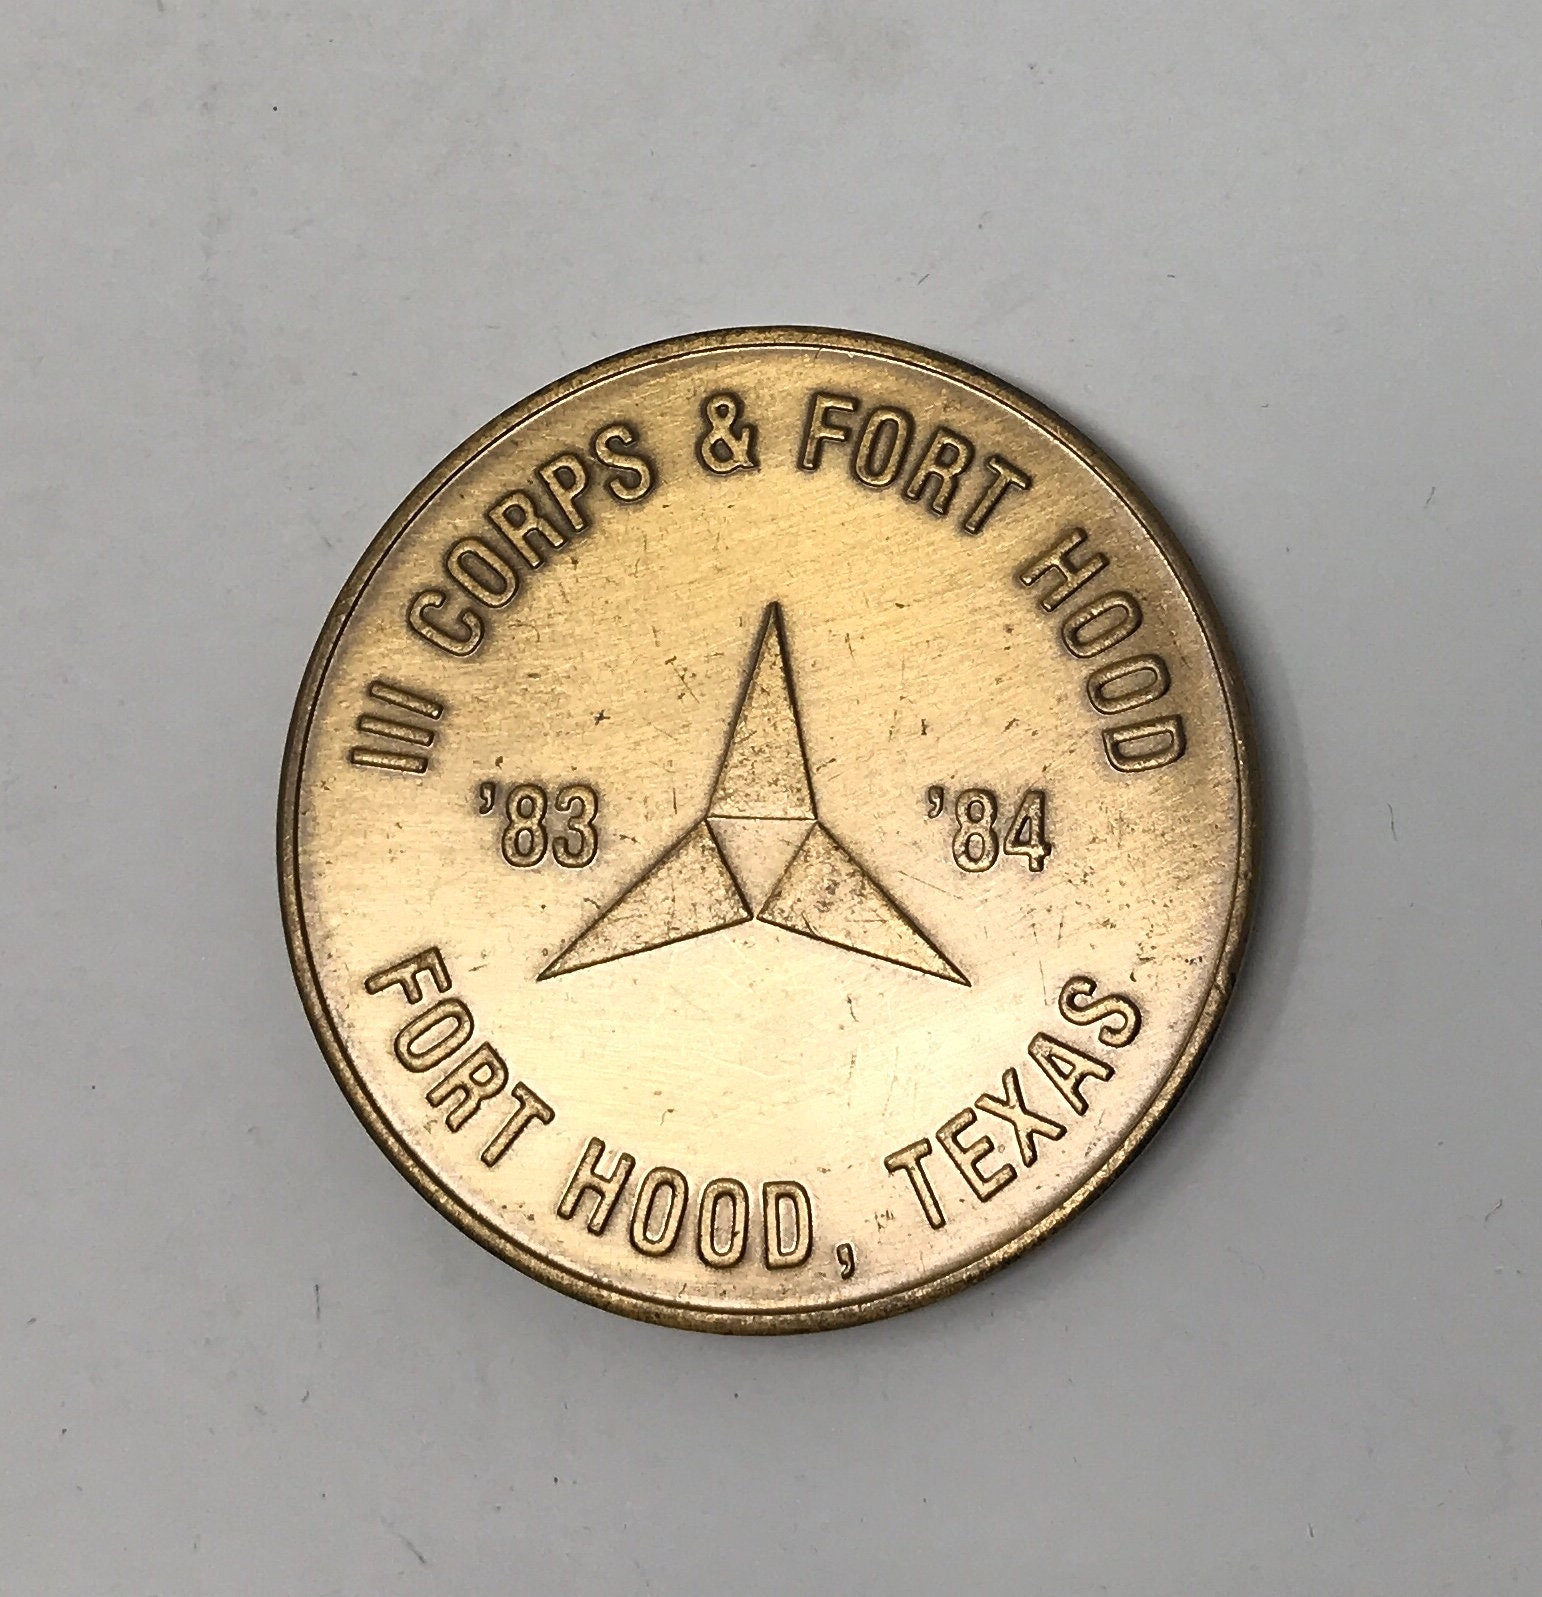 III CORPS & FORT HOOD
'83 '84
FORT HOOD, TEXAS